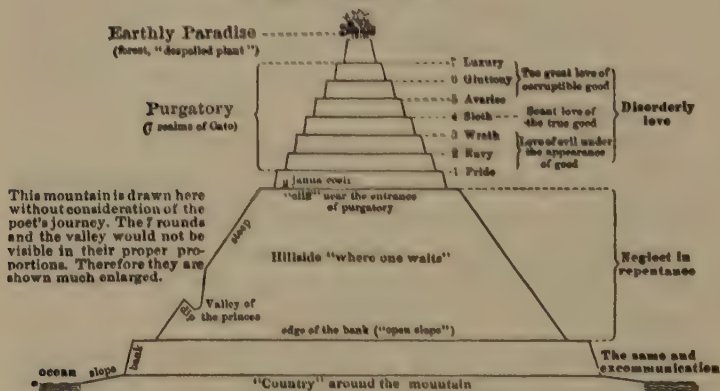 Earthly Paradise
(forest, "despoiled plant")
7 Luxury
6 Gluttony
Too great love of
corruptible good
5 Avarice
Purgatory
(7 realms of Cato)
4 Sloth
Scant love of
the true good
Disorderly
love
3 Wrath
2 Envy
Love of evil under
the appearance
of good
1 Pride
janua coeli
"cliff" near the entrance
of purgatory
This mountain is drawn here
without consideration of the
poet's journey. The 7 rounds
and the valley would not be
visible in their proper pro-
portions. Therefore they are
shown much enlarged.
steep
Hillside "where one waits"
Neglect in
repentance
dip
Valley of
the princes
edge of the bank ("open slope")
bank
The same and
excommunication
ocean
slope
"Country" around the mountain